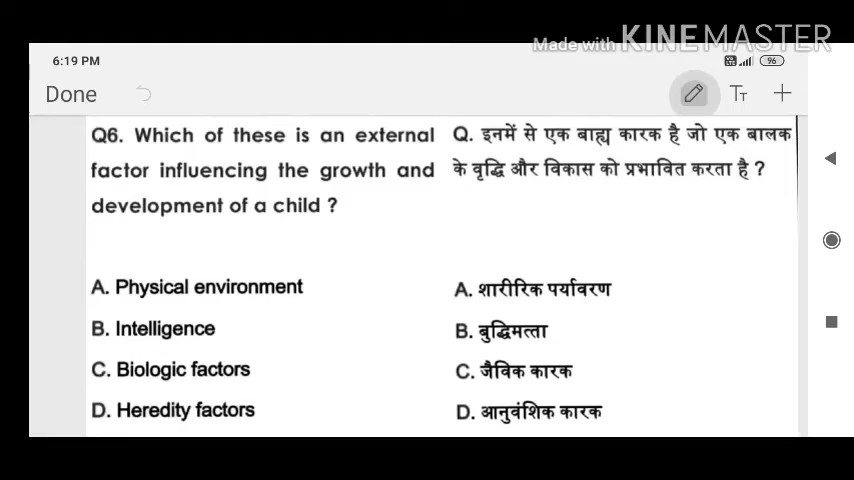 Made with KINEMASTER
6:19 PM
96
Done
Q6. Which of these is an external
factor influencing the growth and
development of a child ?
A. Physical environment
B. Intelligence
C. Biologic factors
D. Heredity factors
Q. इनमें से एक बाह्य कारक है जो एक बालक
के वृद्धि और विकास को प्रभावित करता है ?
A. शारीरिक पर्यावरण
B. बुद्धिमत्ता
C. जैविक कारक
D. आनुवंशिक कारक